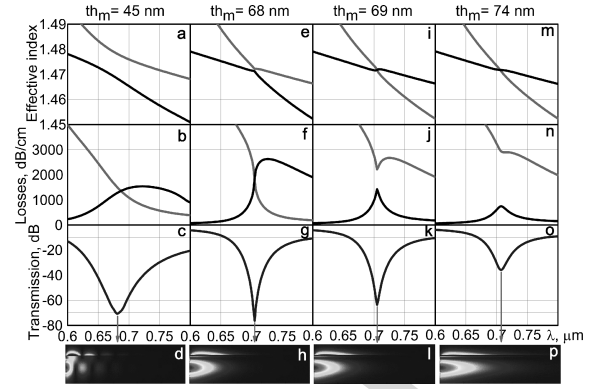 th_m= 45 nm th_m= 68 nm th_m= 69 nm th_m= 74 nm
Effective index
1.49
1.48
1.47
1.46
1.45
a e i m
Losses, dB/cm
3000
2000
1000
0
b f j n
Transmission, dB
-20
-40
-60
-80
c g k o
0.6 0.65 0.7 0.75 0.6 0.65 0.7 0.75 0.6 0.65 0.7 0.75 0.6 0.65 0.7 0.75 λ, μm
d h l p